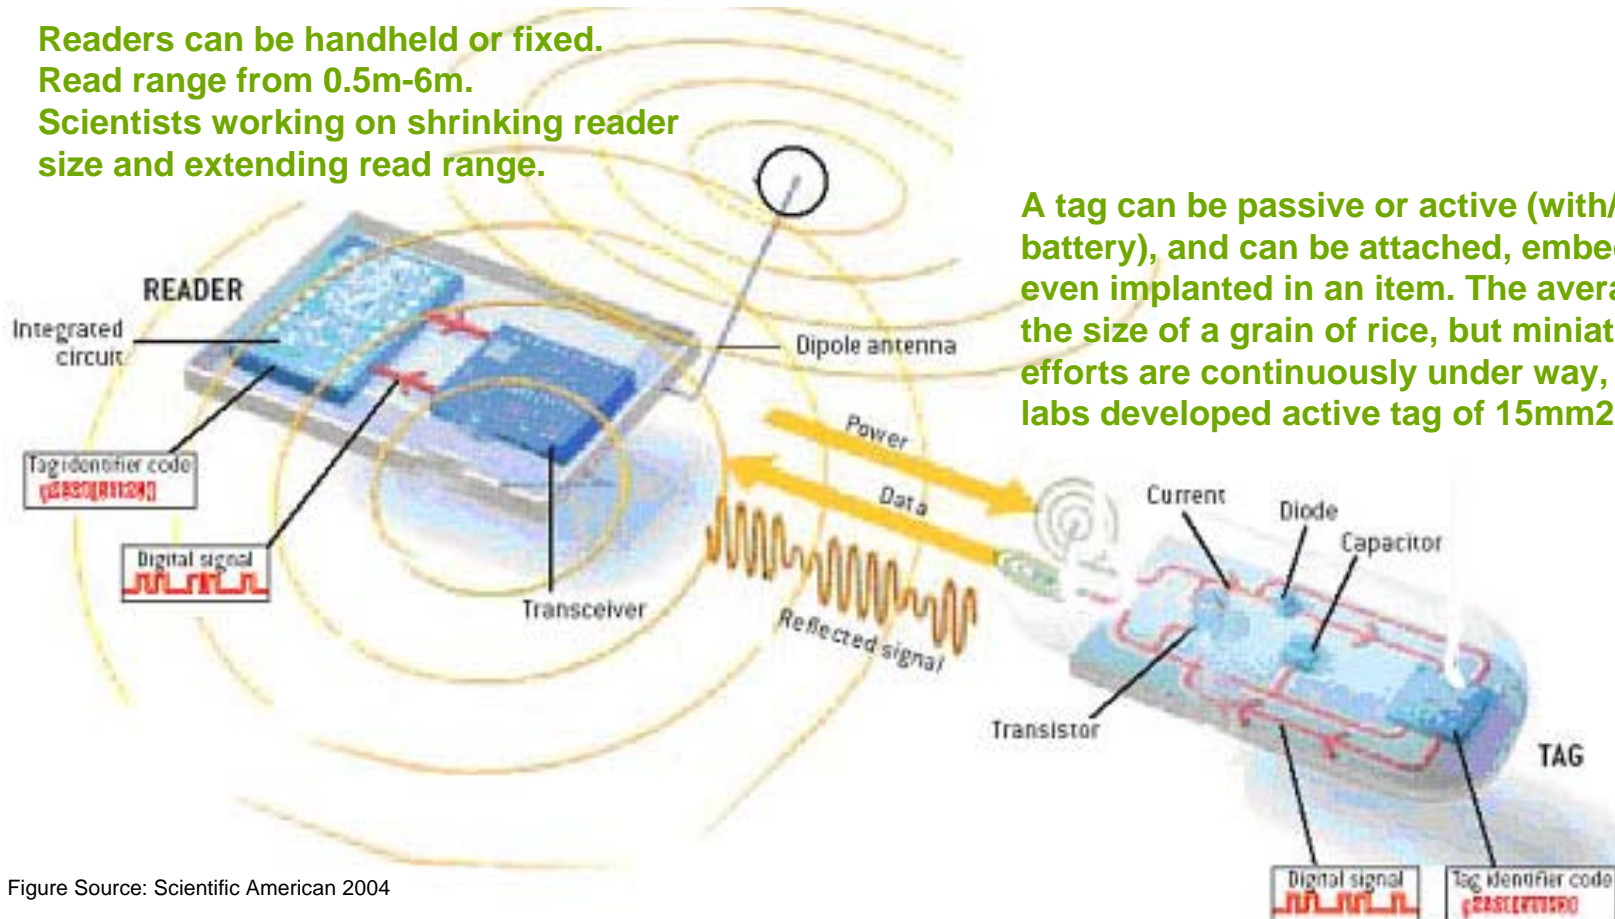 Readers can be handheld or fixed.
Read range from 0.5m-6m.
Scientists working on shrinking reader
size and extending read range.
A tag can be passive or active (with/
battery), and can be attached,
even implanted in an item. The
the size of a grain of rice, but
efforts are continuously under way,
labs developed active tag of 15mm2
READER
Integrated
circuit
Dipole antenna
Tag identifier code
Digital signal
Transceiver
Power
Data
Reflected signal
Current
Diode
Capacitor
Transistor
TAG
Digital signal
Tag identifier code
Figure Source: Scientific American 2004